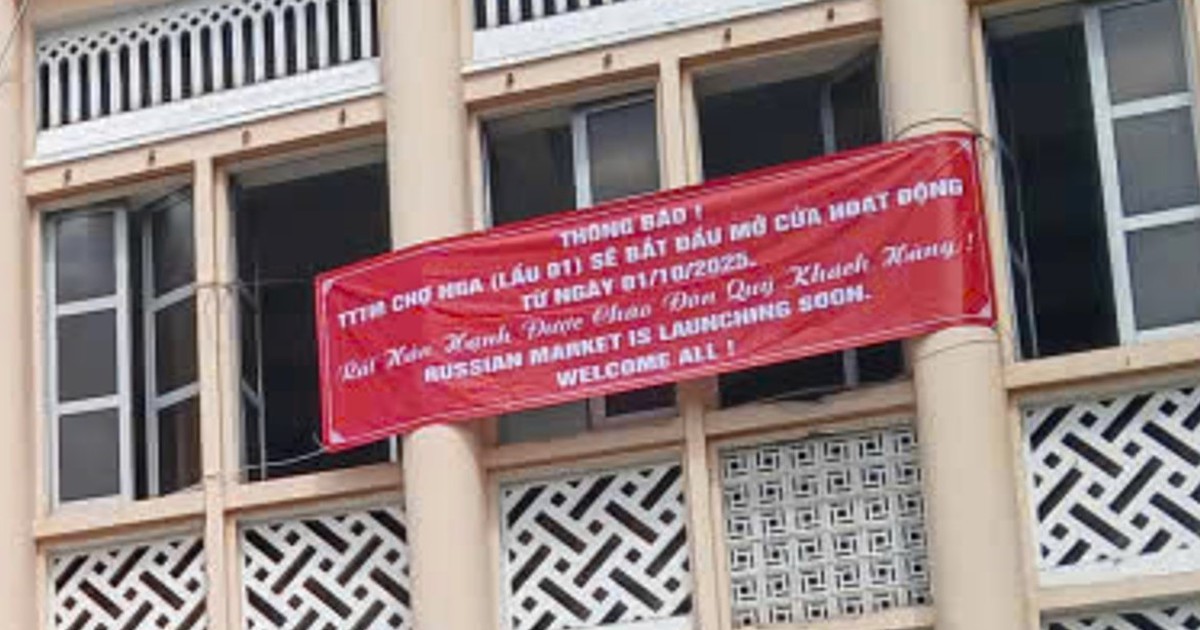 THÔNG BÁO !
TTTM CHỢ NGA (LẦU 01) SẼ BẮT ĐẦU MỞ CỬA HOẠT ĐỘNG
TỪ NGÀY 01/10/2025.
Rất Hân Hạnh Được Chào Đón Quý Khách Hàng !
RUSSIAN MARKET IS LAUNCHING SOON.
WELCOME ALL !